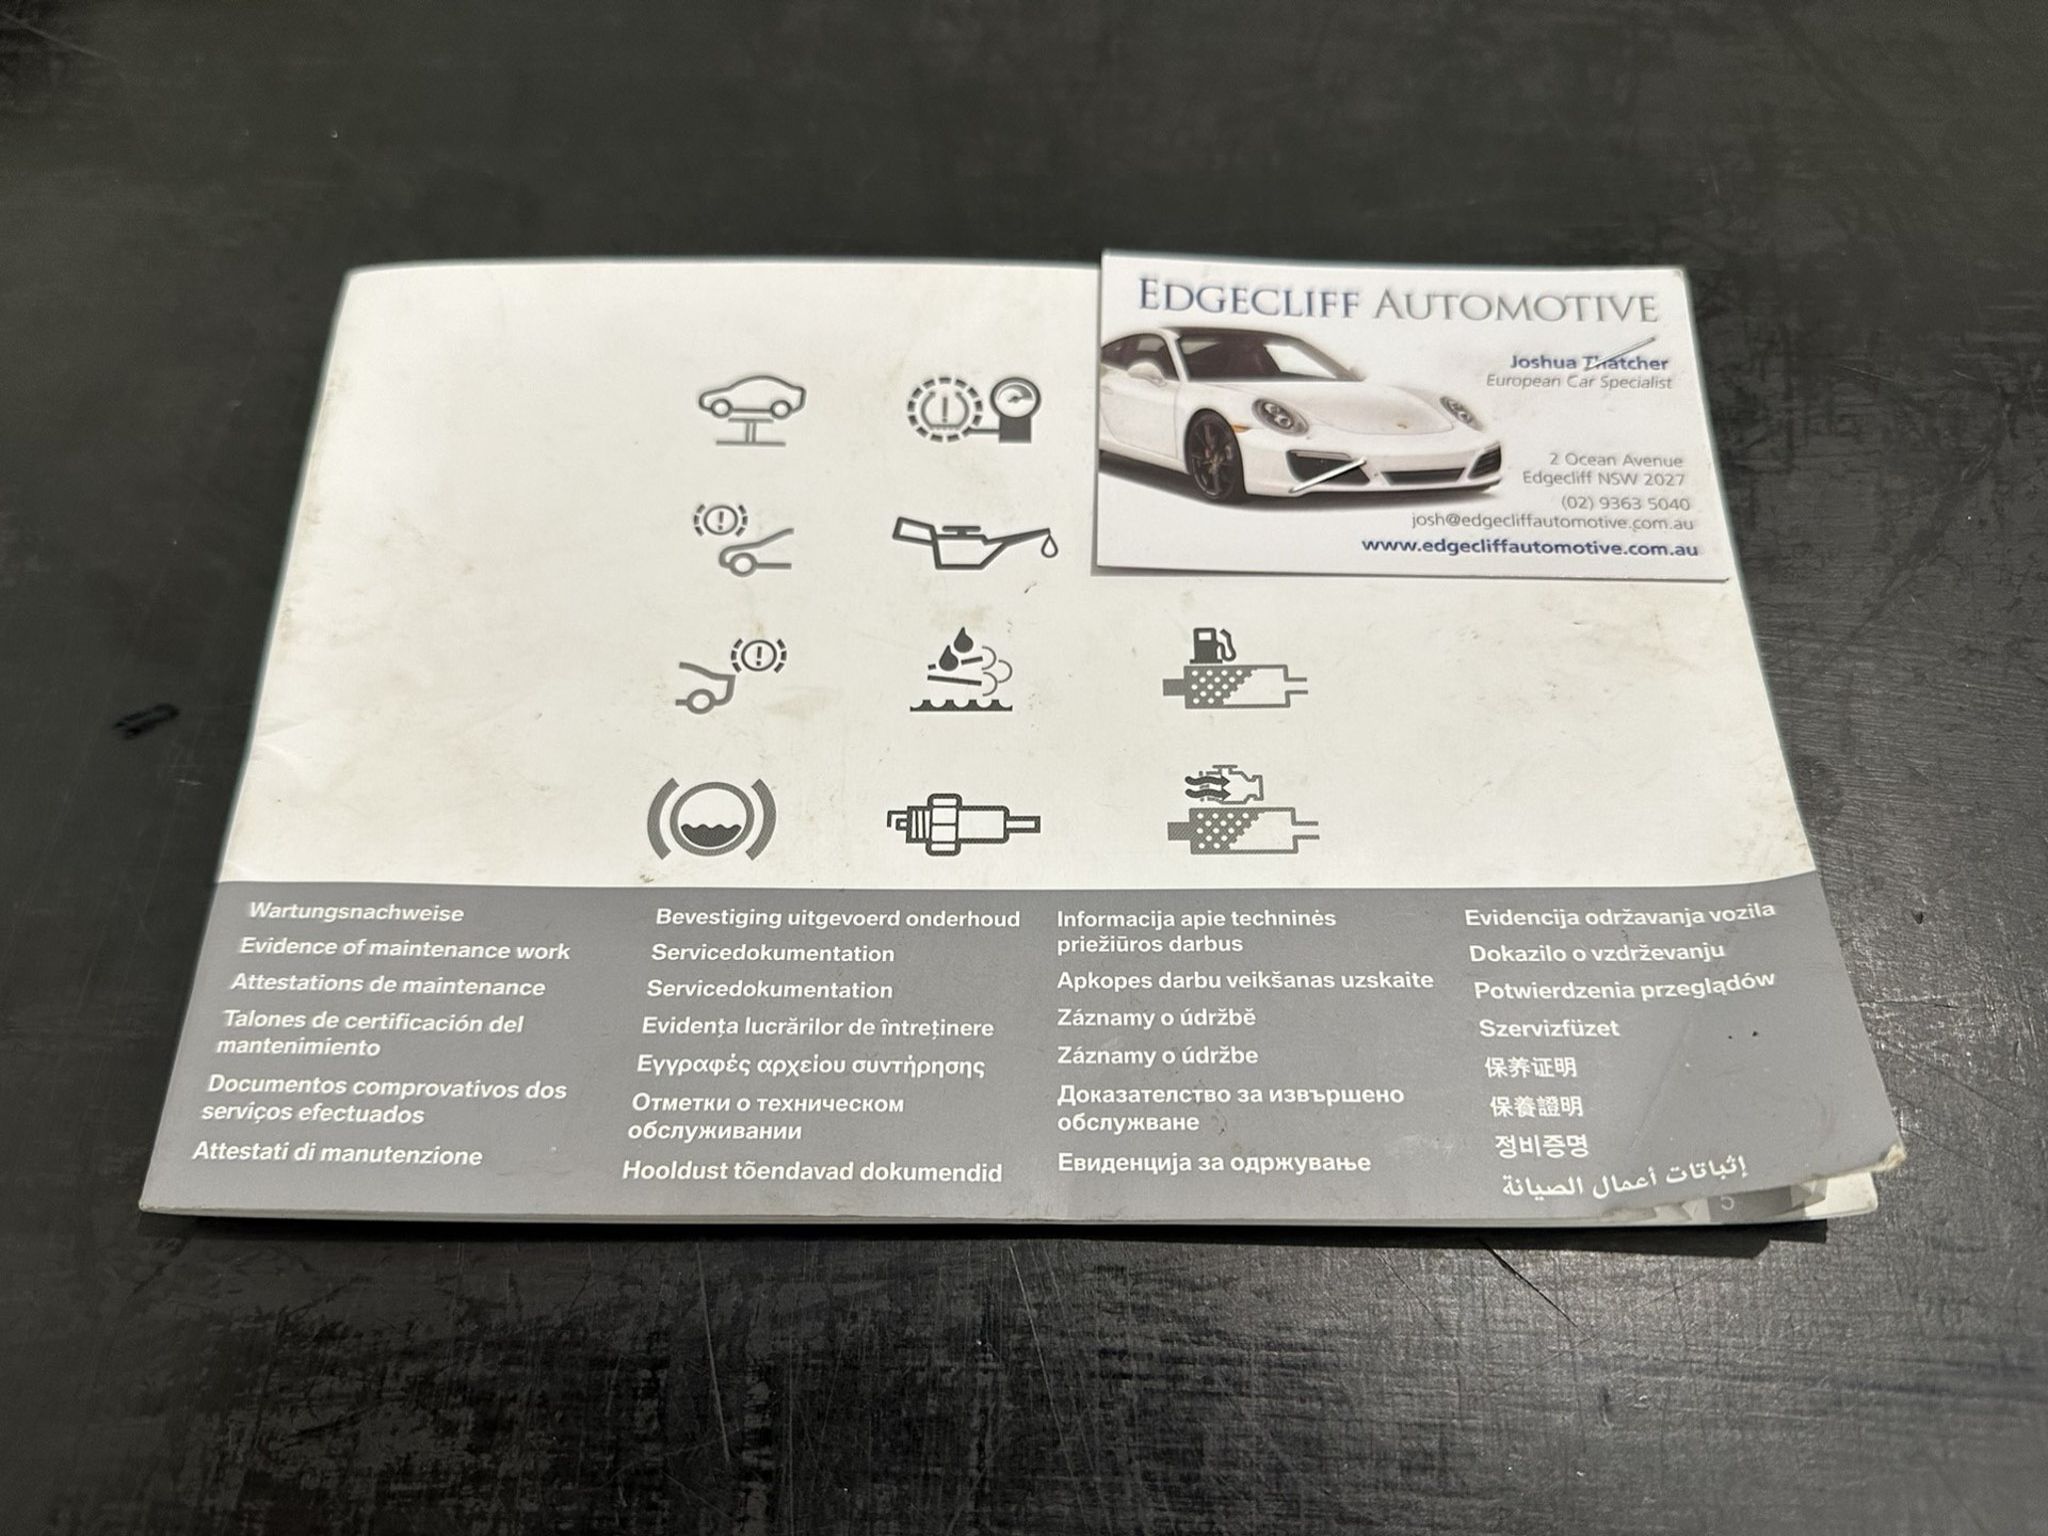 EDGECLIFF AUTOMOTIVE
Joshua Thatcher
European Car Specialist
2 Ocean Avenue
Edgecliff NSW 2027
(02) 9363 5040
josh@edgecliffautomotive.com.au
www.edgecliffautomotive.com.au
Wartungsnachweise
Evidence of maintenance work
Attestations de maintenance
Talones de certificación del
mantenimiento
Documentos comprovativos dos
serviços efectuados
Attestati di manutenzione
Bevestiging uitgevoerd onderhoud
Servicedokumentation
Servicedokumentation
Evidența lucrărilor de întreținere
Εγγραφές αρχείου συντήρησης
Отметки о техническом
обслуживании
Hooldust tõendavad dokumendid
Informacija apie techninės
priežiūros darbus
Apkopes darbu veikšanas uzskaite
Záznamy o údržbě
Záznamy o údržbe
Доказателство за извършено
обслужване
Евиденција за одржување
Evidencija održavanja vozila
Dokazilo o vzdrževanju
Potwierdzenia przeglądów
Szervizfüzet
保养证明
保養證明
정비증명
إثباتات أعمال الصيانة
5